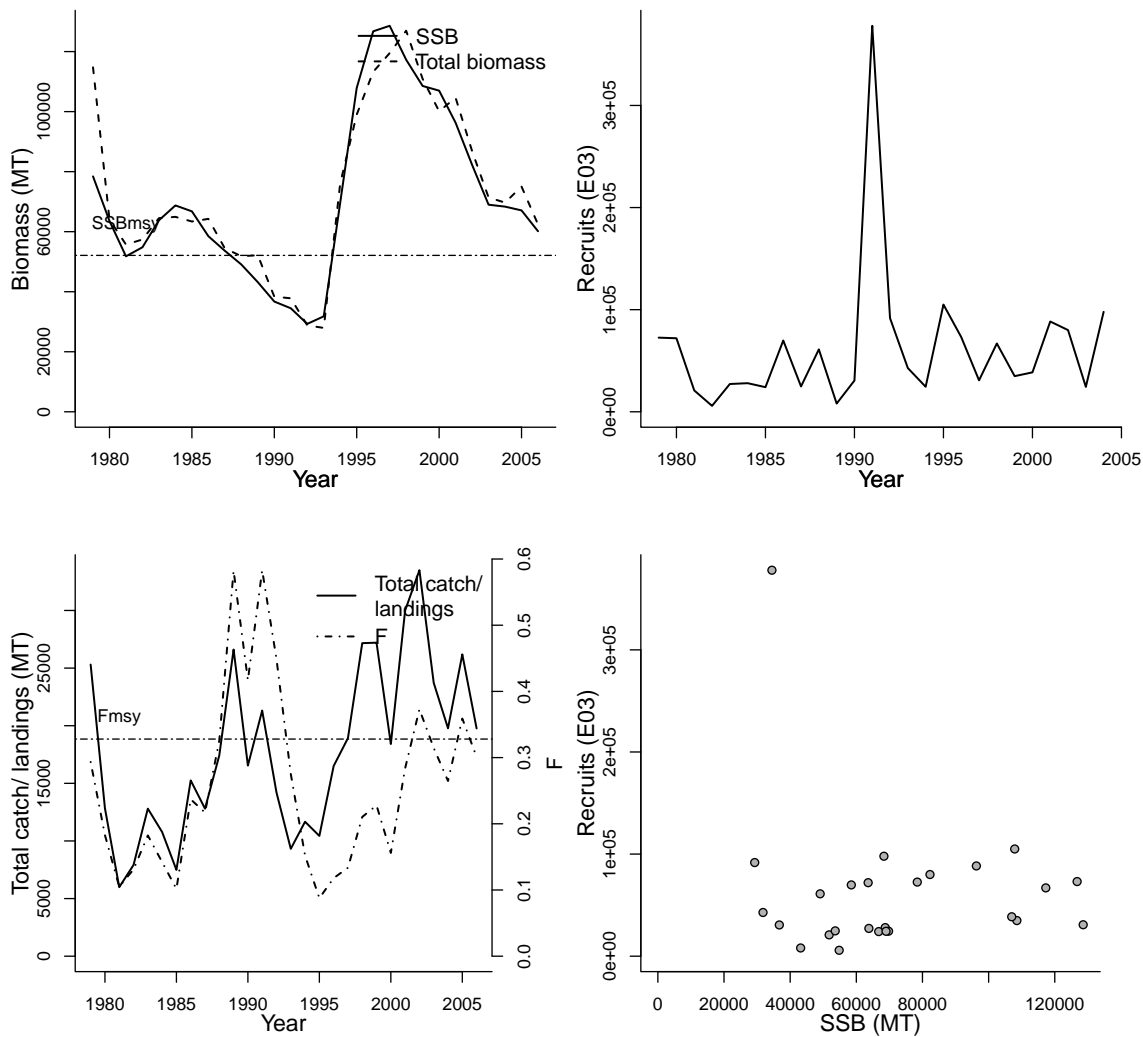 SSB
Total biomass
SSBmsy
Biomass (MT)
0
20000
60000
100000
1980
1985
1990
1995
2000
2005
Year
Recruits (E03)
0e+00
1e+05
2e+05
3e+05
1980
1985
1990
1995
2000
2005
Year
Total catch/
landings
F
Fmsy
Total catch/ landings (MT)
0
5000
15000
25000
F
0.0
0.1
0.2
0.3
0.4
0.5
0.6
1980
1985
1990
1995
2000
2005
Year
Recruits (E03)
0e+00
1e+05
2e+05
3e+05
0
20000
40000
60000
80000
120000
SSB (MT)